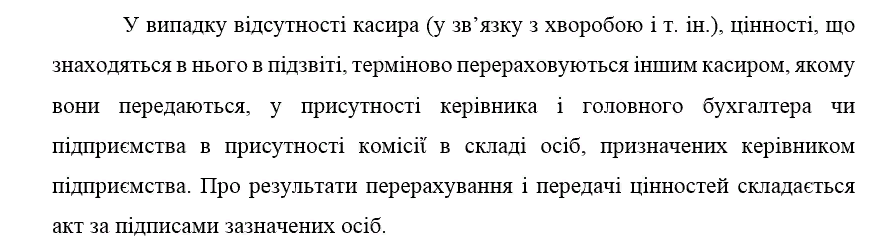 У випадку відсутності касира (у зв’язку з хворобою і т. ін.), цінності, що
знаходяться в нього в підзвіті, терміново перераховуються іншим касиром, якому
вони передаються, у присутності керівника і головного бухгалтера чи
підприємства в присутності комісії в складі осіб, призначених керівником
підприємства. Про результати перерахування і передачі цінностей складається
акт за підписами зазначених осіб.